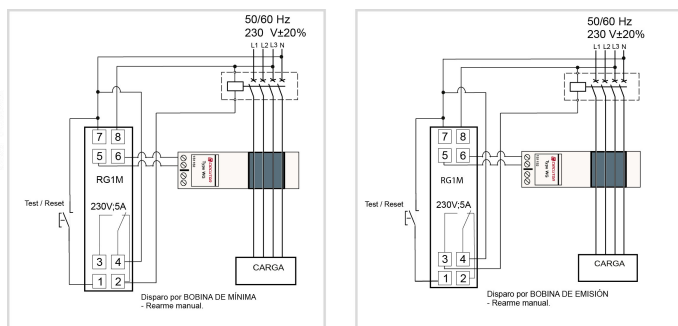 50/60 Hz
230 V±20%
L1 L2 L3 N
7 8
5 6
RG1M
Test / Reset
230V;5A
3 4
1 2
CARGA
Disparo por BOBINA DE MÍNIMA
- Rearme manual.
50/60 Hz
230 V±20%
L1 L2 L3 N
7 8
5 6
RG1M
Test / Reset
230V;5A
3 4
1 2
CARGA
Disparo por BOBINA DE EMISIÓN
- Rearme manual.